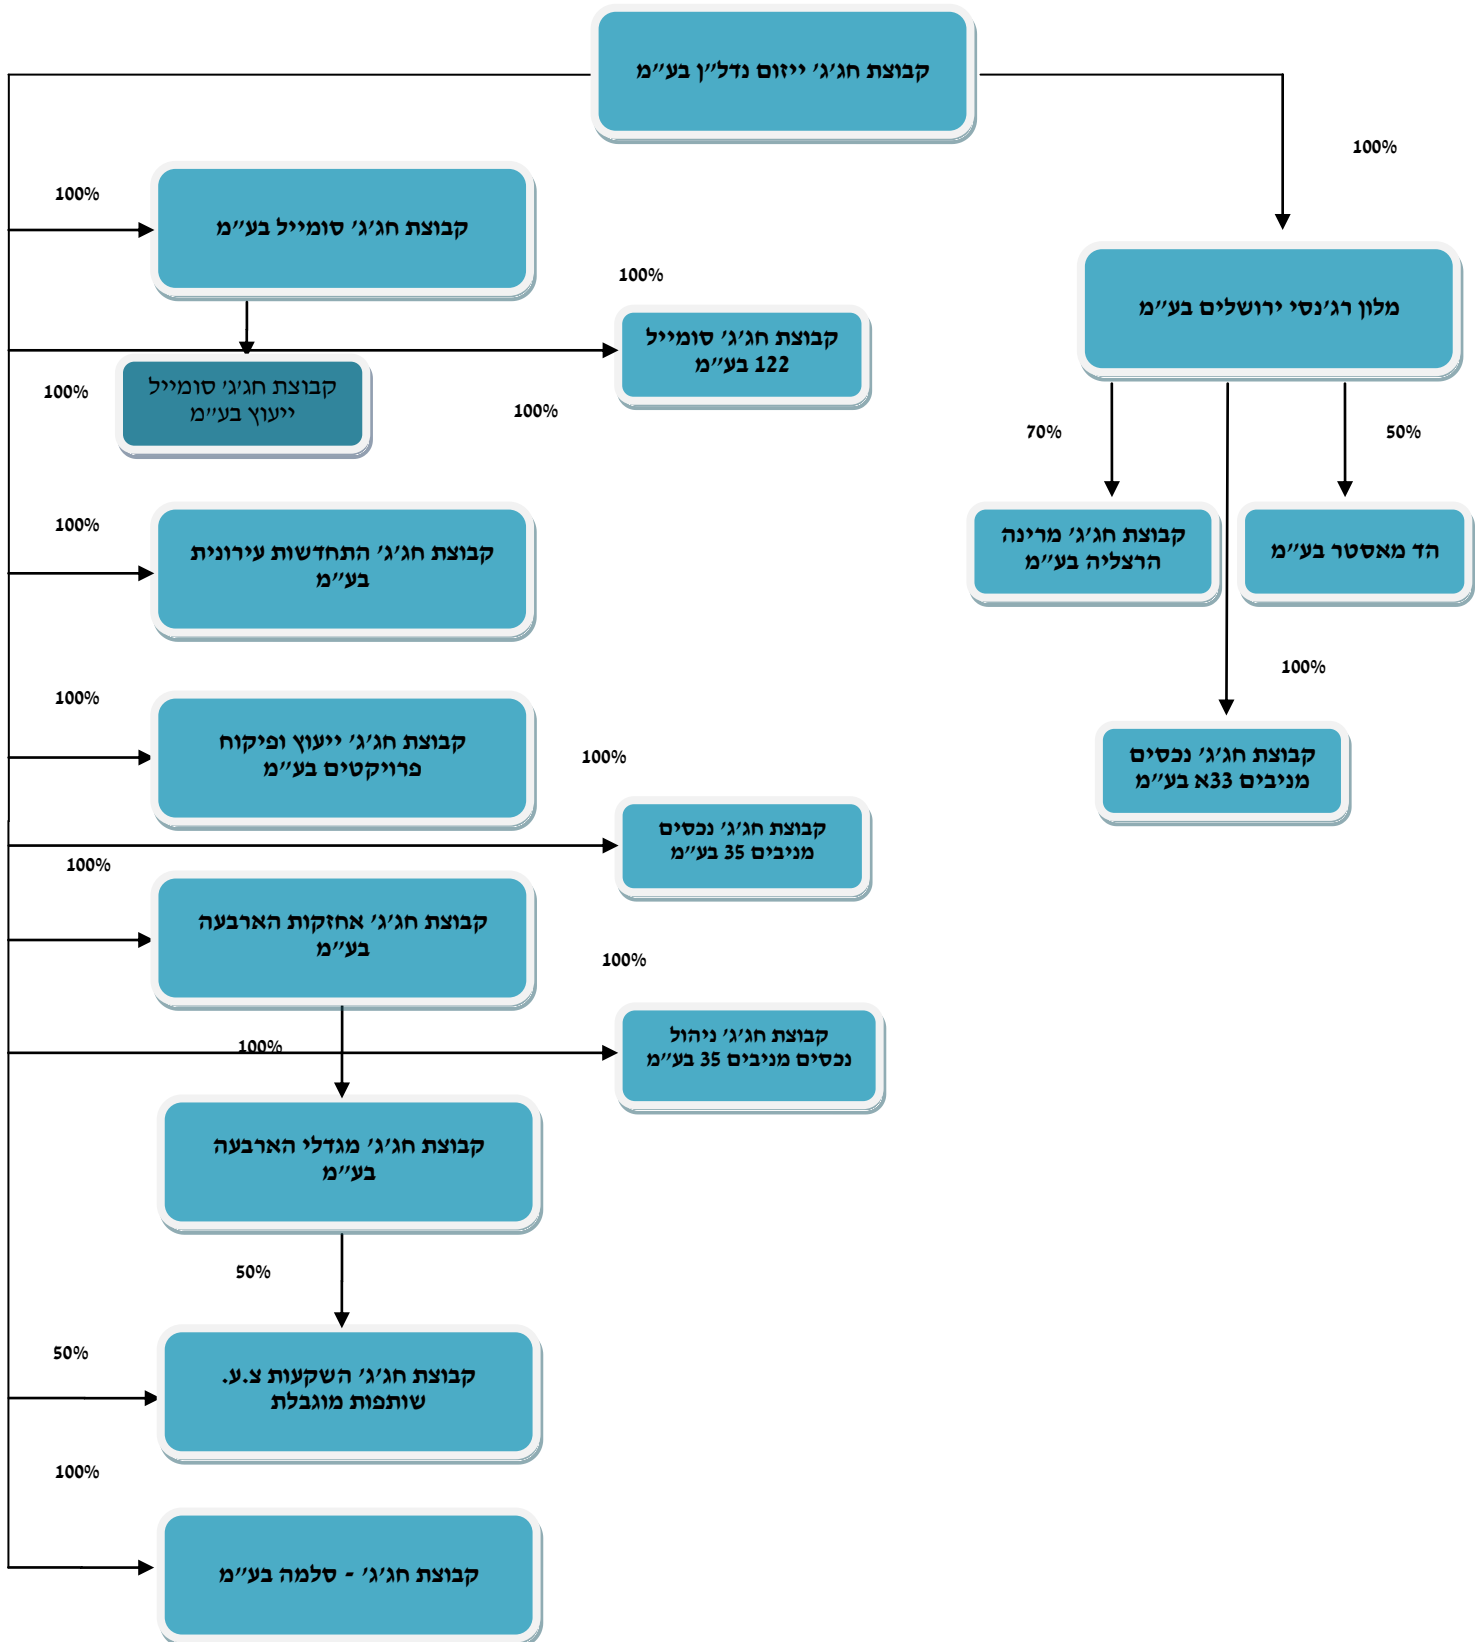 קבוצת חג'ג' ייזום נדל"ן בע"מ
100%
100%
קבוצת חג'ג' סומייל בע"מ
100%
מלון רג'נסי ירושלים בע"מ
קבוצת חג'ג' סומייל
122 בע"מ
100%
קבוצת חג'ג' סומייל
ייעוץ בע"מ
100%
70%
50%
100%
קבוצת חג'ג' התחדשות עירונית
בע"מ
קבוצת חג'ג' מרינה
הרצליה בע"מ
הד מאסטר בע"מ
100%
100%
קבוצת חג'ג' ייעוץ ופיקוח
פרויקטים בע"מ
100%
קבוצת חג'ג' נכסים
מניבים 33א בע"מ
קבוצת חג'ג' נכסים
מניבים 35 בע"מ
100%
קבוצת חג'ג' אחזקות הארבעה
בע"מ
100%
100%
קבוצת חג'ג' ניהול
נכסים מניבים 35 בע"מ
קבוצת חג'ג' מגדלי הארבעה
בע"מ
50%
50%
קבוצת חג'ג' השקעות צ.ע.
שותפות מוגבלת
100%
קבוצת חג'ג' - סלמה בע"מ